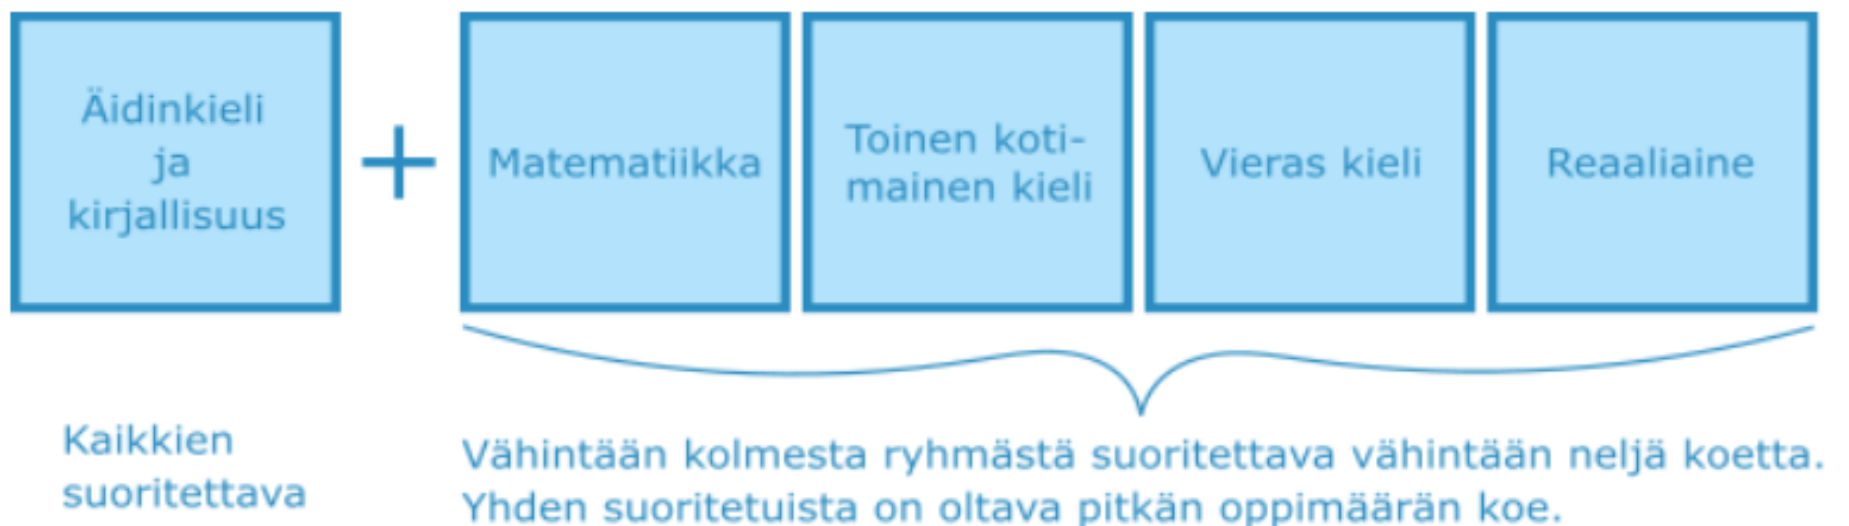 Äidinkieli
ja
kirjallisuus
+
Matematiikka
Toinen koti-
mainen kieli
Vieras kieli
Reaaliaine
Kaikkien
suoritettava
Vähintään kolmesta ryhmästä suoritettava vähintään neljä koetta.
Yhden suoritetuista on oltava pitkän oppimäärän koe.